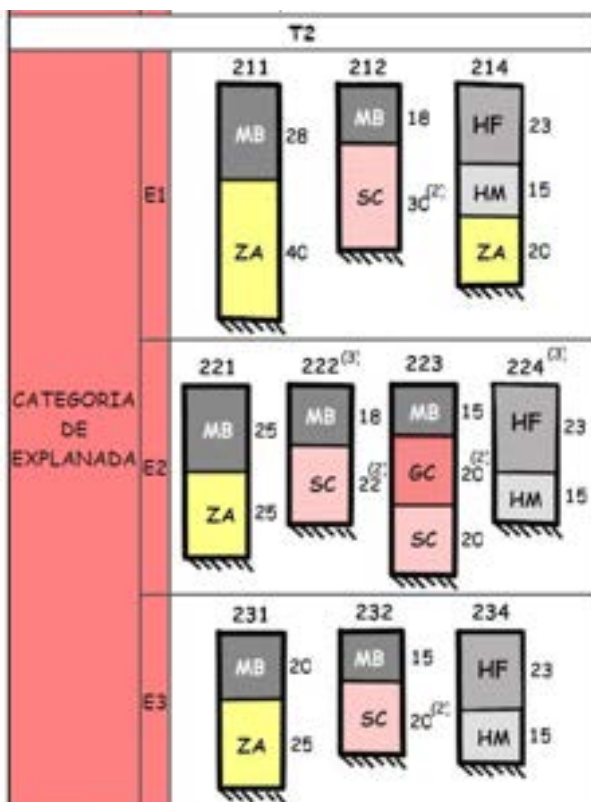 T2
CATEGORIA
DE
EXPLANADA
E1
211 212 214
MB 28
ZA 40
MB 18
SC 30(2)
HF 23
HM 15
ZA 20
E2
221 222(3) 223 224(3)
MB 25
ZA 25
MB 18
SC 22(2)
MB 15
GC 20(2)
SC 20
HF 23
HM 15
E3
231 232 234
MB 20
ZA 25
MB 15
SC 20(2)
HF 23
HM 15